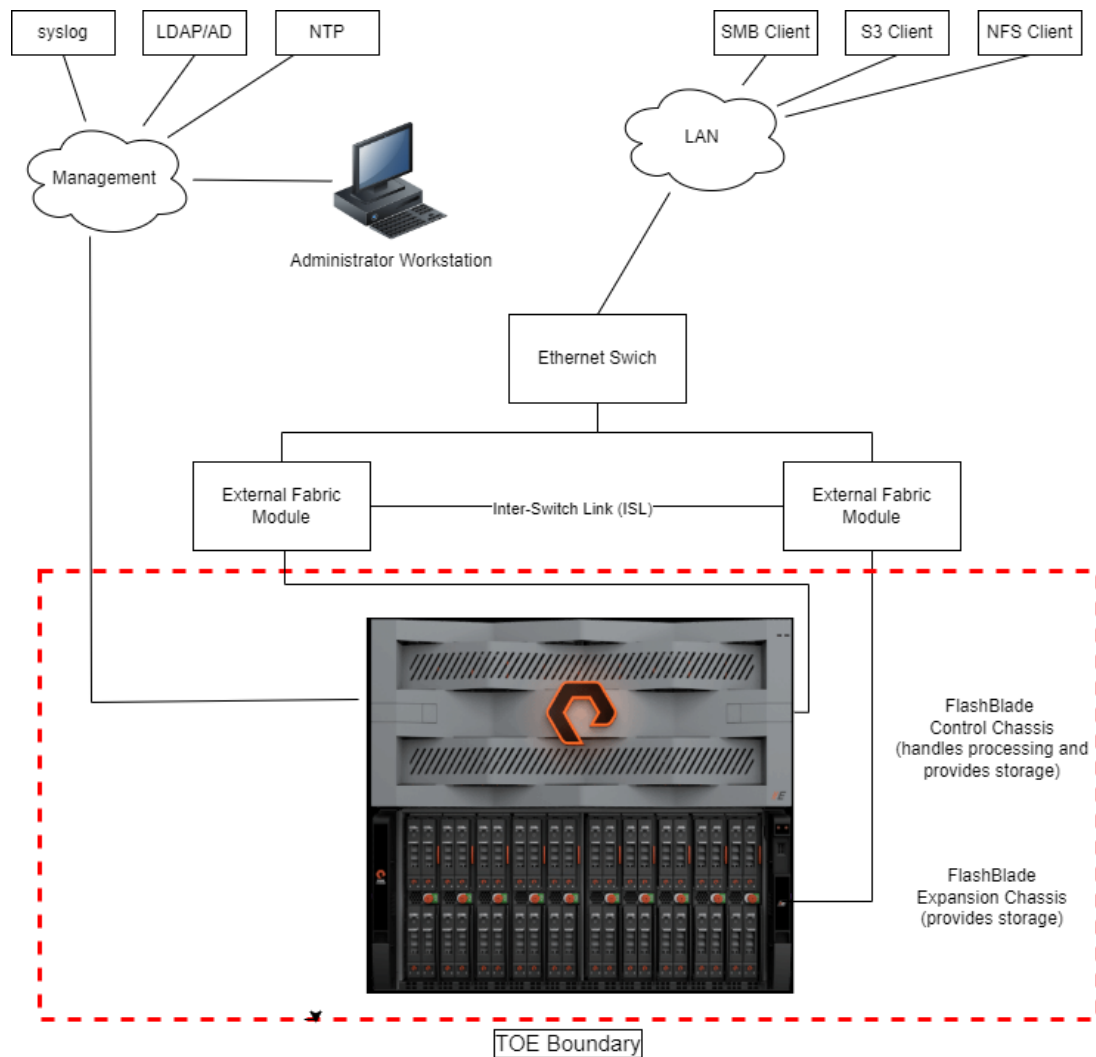 syslog
LDAP/AD
NTP
SMB Client
S3 Client
NFS Client
Management
LAN
Administrator Workstation
Ethernet Swich
External Fabric
Module
Inter-Switch Link (ISL)
External Fabric
Module
FlashBlade
Control Chassis
(handles processing and
provides storage)
FlashBlade
Expansion Chassis
(provides storage)
TOE Boundary